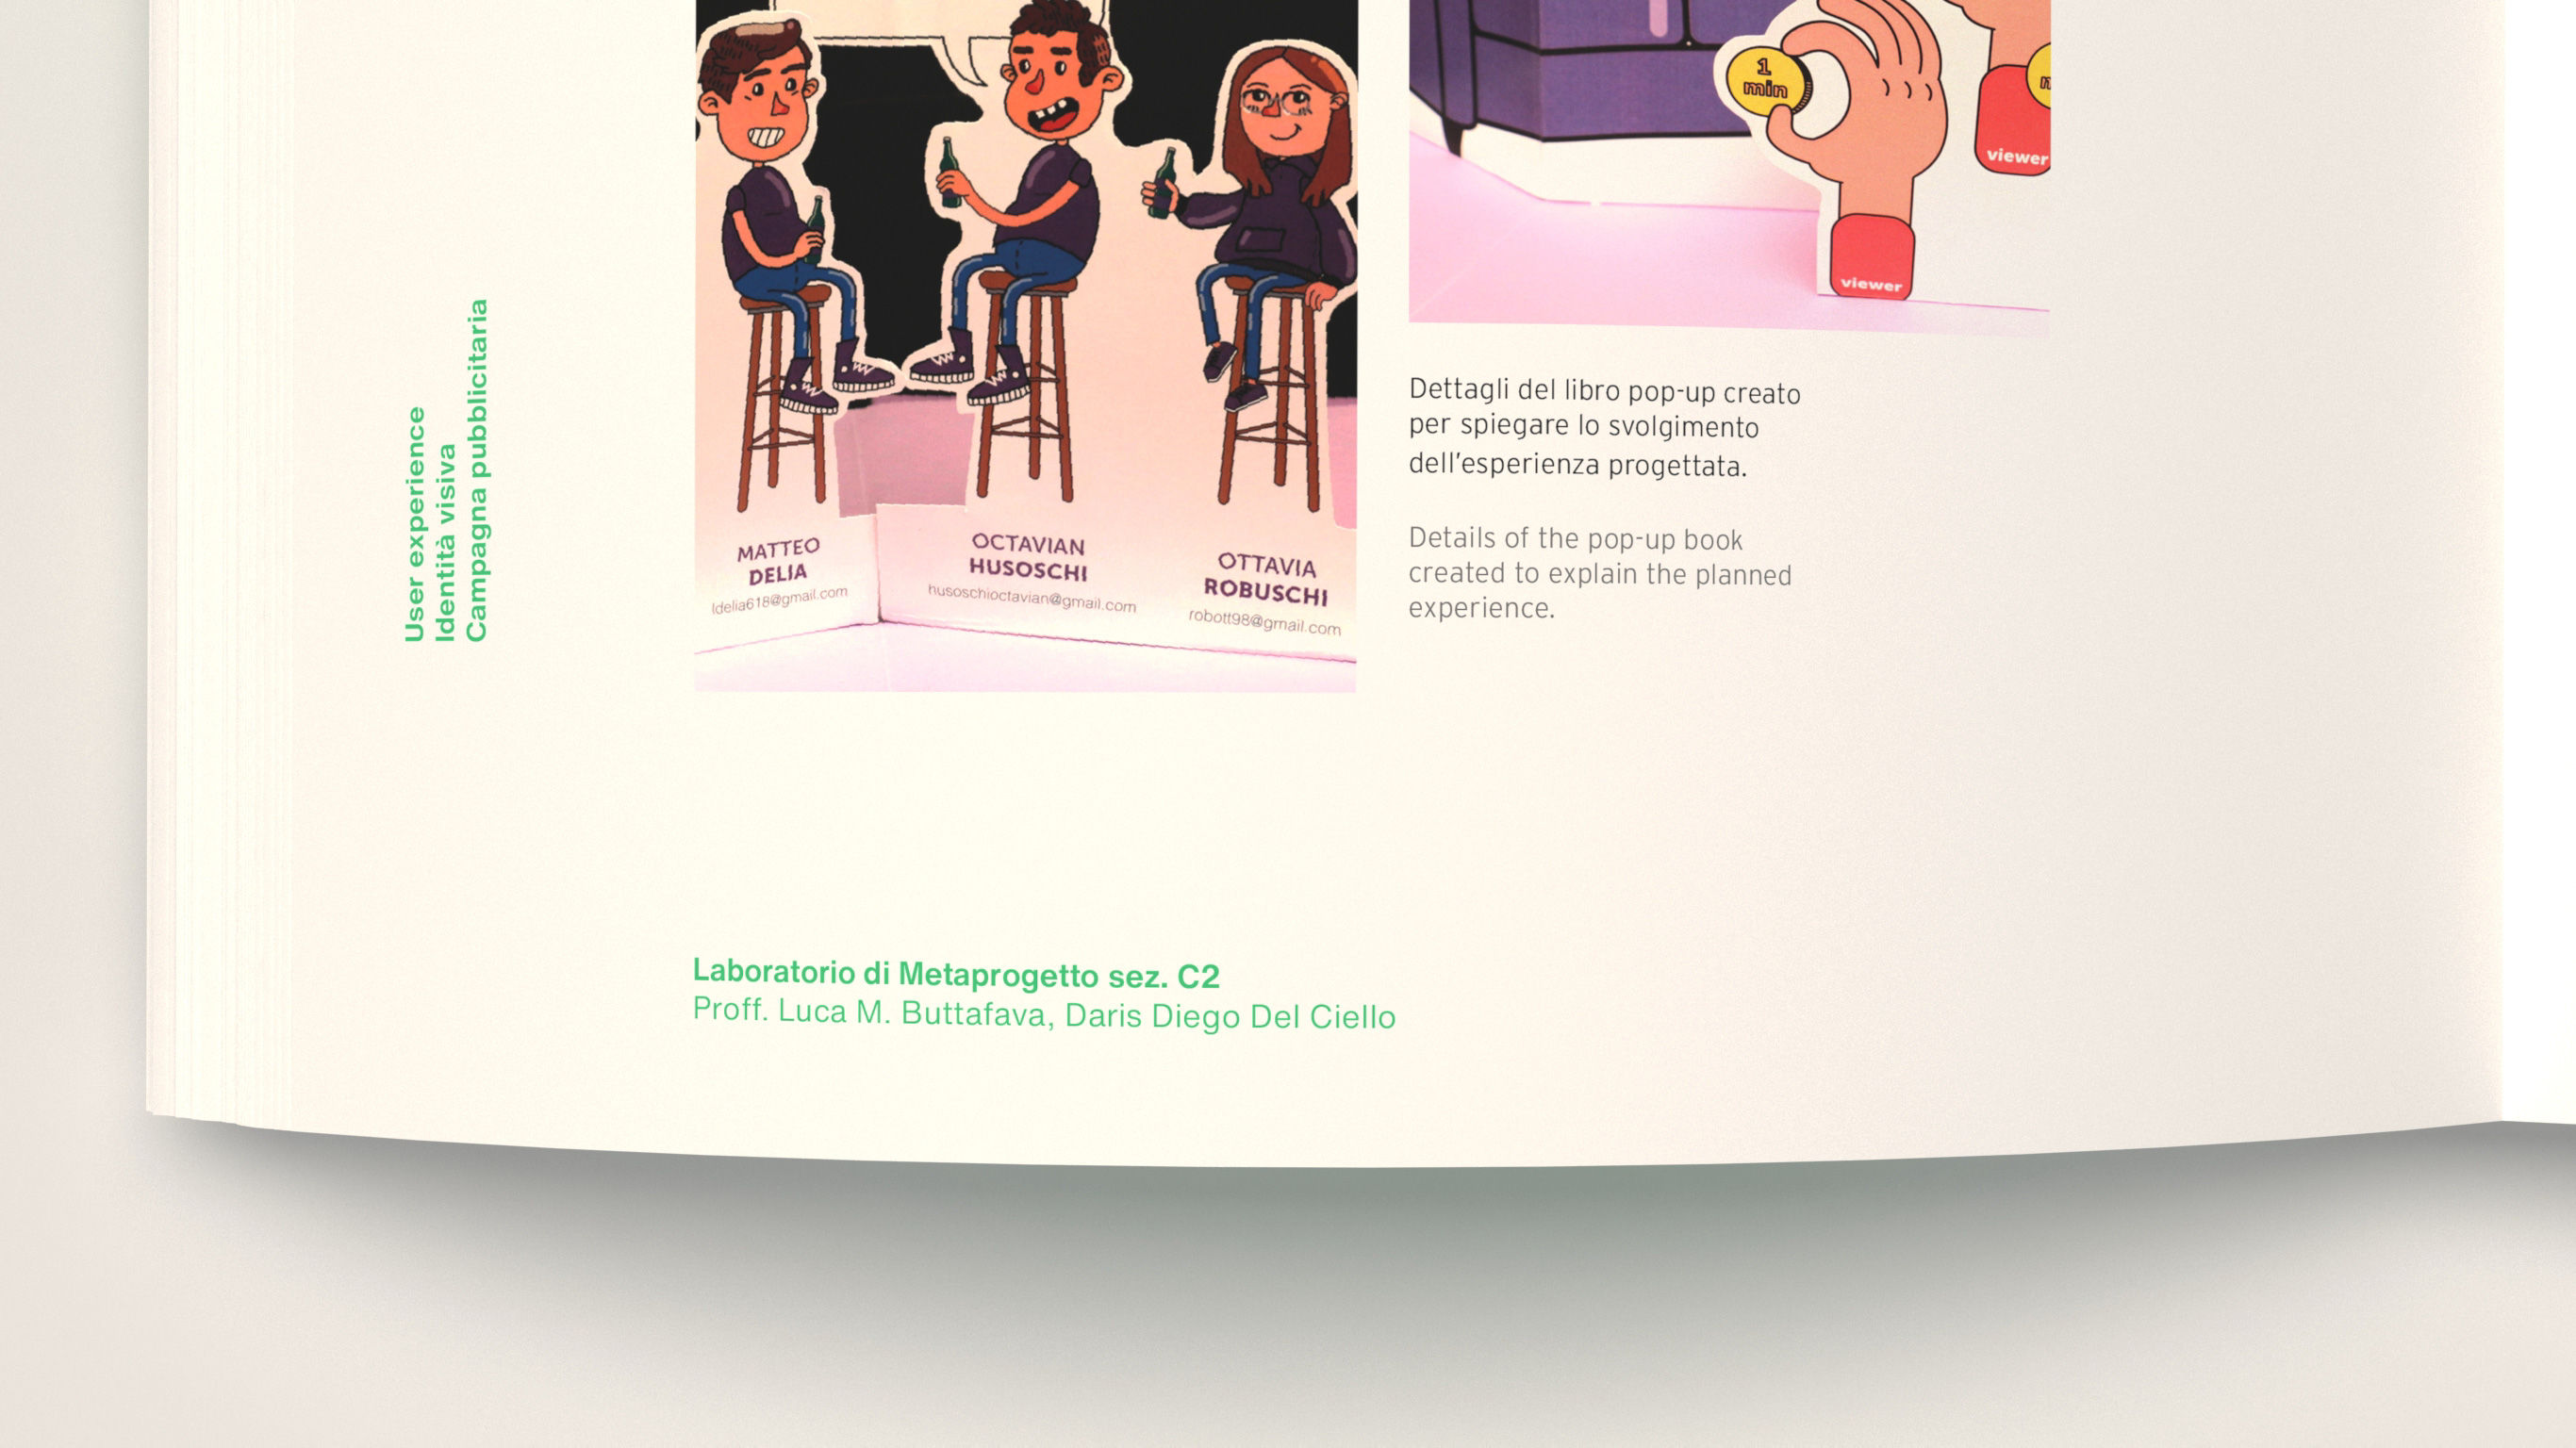 User experience
Identità visiva
Campagna pubblicitaria
MATTEO
DELIA
ldelia618@gmail.com
OCTAVIAN
HUSOSCHI
husoschioctavian@gmail.com
OTTAVIA
ROBUSCHI
robott98@gmail.com
1
min
viewer
viewer
Dettagli del libro pop-up creato
per spiegare lo svolgimento
dell'esperienza progettata.
Details of the pop-up book
created to explain the planned
experience.
Laboratorio di Metaprogetto sez. C2
Proff. Luca M. Buttafava, Daris Diego Del Ciello